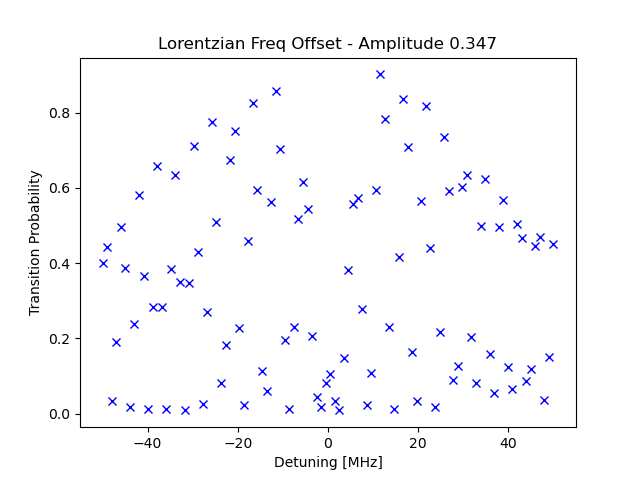 Lorentzian Freq Offset - Amplitude 0.347
Transition Probability
0.8
0.6
0.4
0.2
0.0
−40 −20 0 20 40
Detuning [MHz]